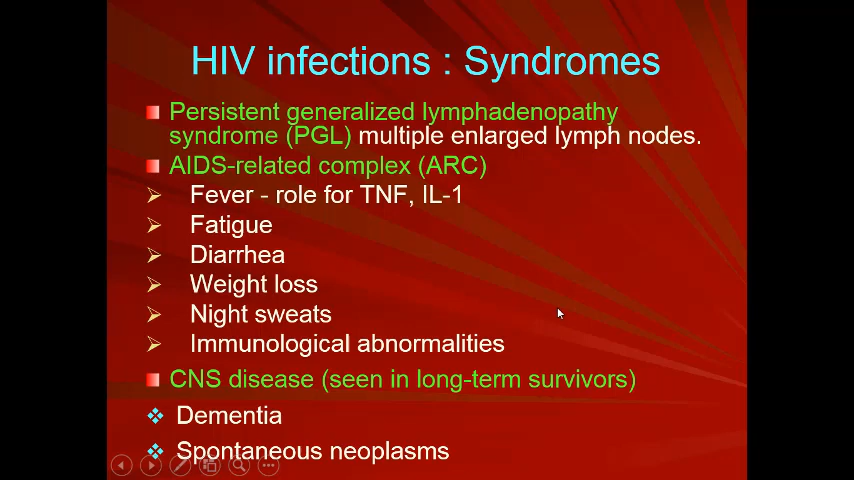 HIV infections : Syndromes
Persistent generalized lymphadenopathy
syndrome (PGL) multiple enlarged lymph nodes.
AIDS-related complex (ARC)
Fever - role for TNF, IL-1
Fatigue
Diarrhea
Weight loss
Night sweats
Immunological abnormalities
CNS disease (seen in long-term survivors)
Dementia
Spontaneous neoplasms